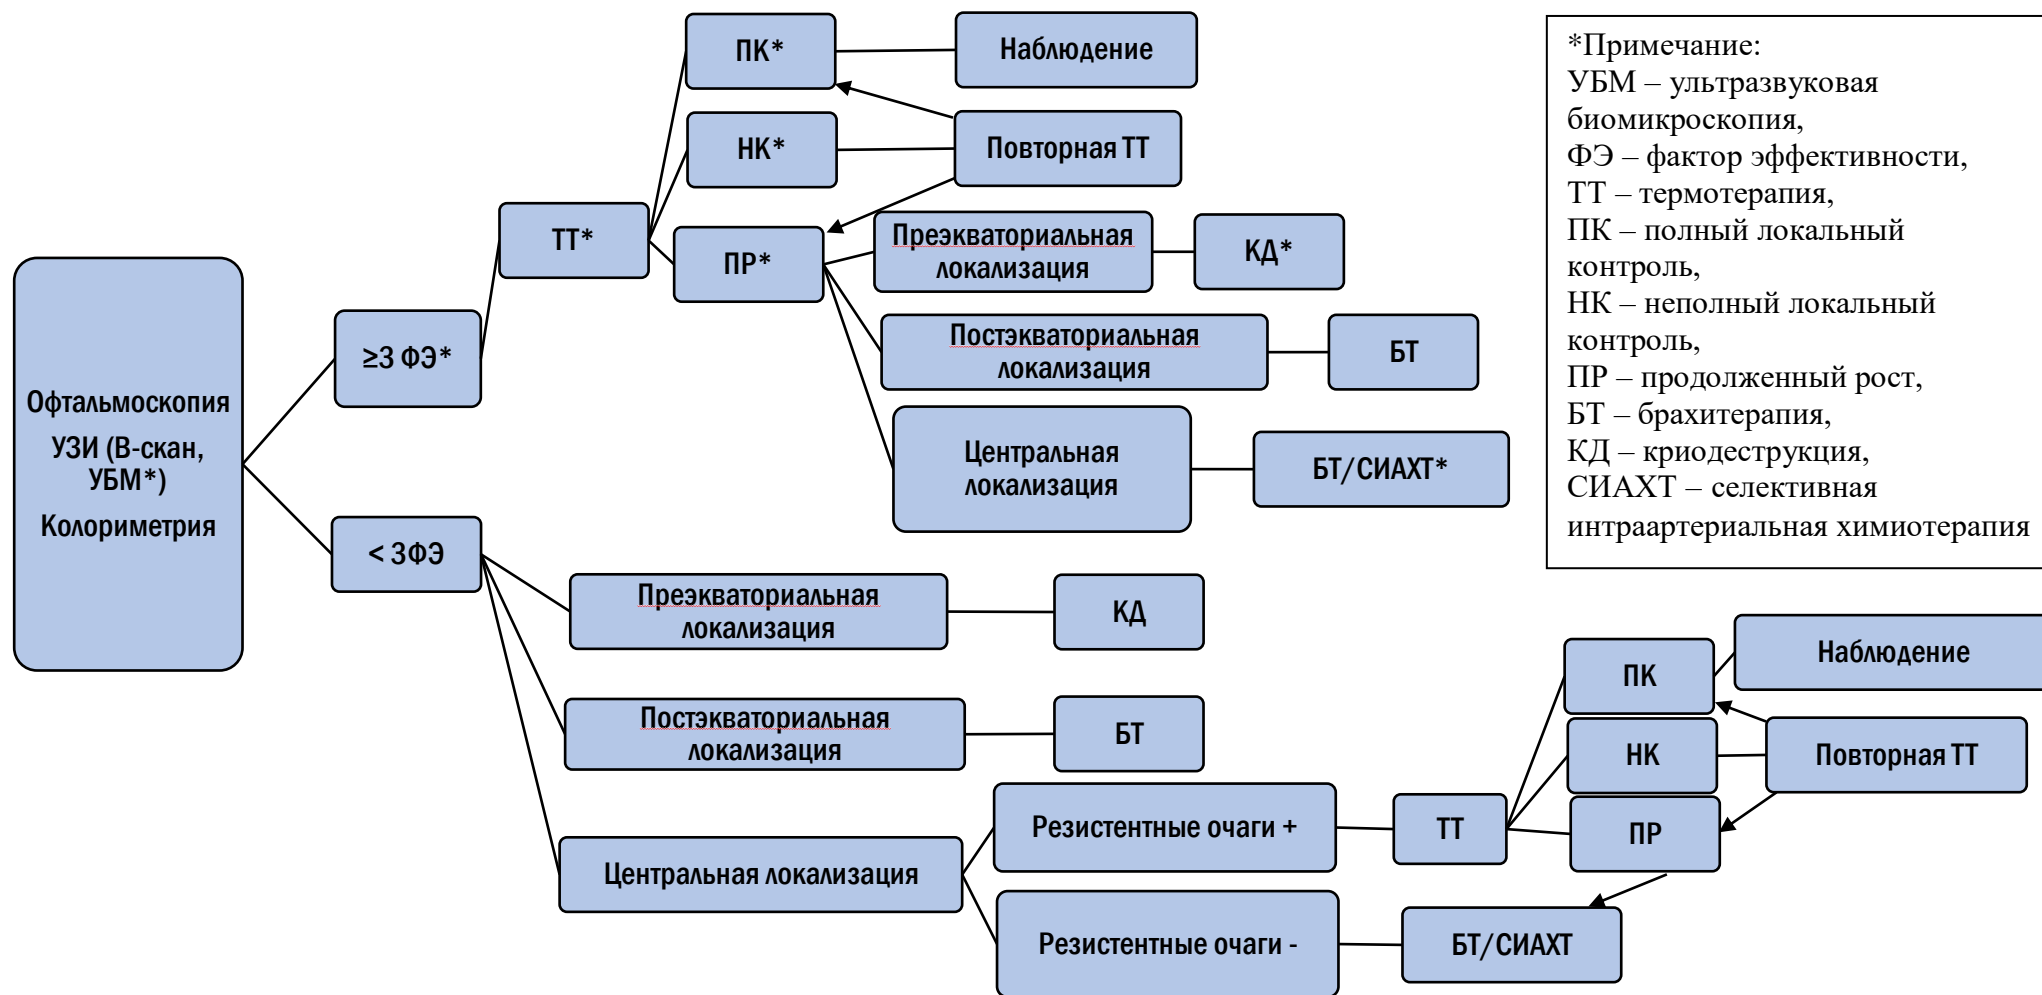 Офтальмоскопия
УЗИ (В-скан,
УБМ*)
Колориметрия
≥3 ФЭ*
< 3ФЭ
ТТ*
ПК*
Наблюдение
НК*
Повторная ТТ
ПР*
Преэкваториальная
локализация
КД*
Постэкваториальная
локализация
БТ
Центральная
локализация
БТ/СИАХТ*
Преэкваториальная
локализация
КД
Постэкваториальная
локализация
БТ
Центральная локализация
Резистентные очаги +
ТТ
ПК
Наблюдение
НК
Повторная ТТ
ПР
Резистентные очаги -
БТ/СИАХТ
*Примечание:
УБМ – ультразвуковая
биомикроскопия,
ФЭ – фактор эффективности,
ТТ – термотерапия,
ПК – полный локальный
контроль,
НК – неполный локальный
контроль,
ПР – продолженный рост,
БТ – брахитерапия,
КД – криодеструкция,
СИАХТ – селективная
интраартериальная химиотерапия